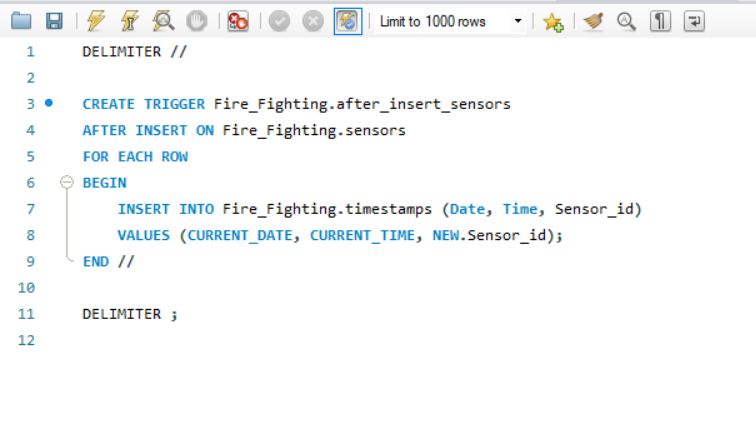 Limit to 1000 rows
1 DELIMITER //
2
3 CREATE TRIGGER Fire_Fighting.after_insert_sensors
4 AFTER INSERT ON Fire_Fighting.sensors
5 FOR EACH ROW
6 BEGIN
7 INSERT INTO Fire_Fighting.timestamps (Date, Time, Sensor_id)
8 VALUES (CURRENT_DATE, CURRENT_TIME, NEW.Sensor_id);
9 END //
10
11 DELIMITER ;
12